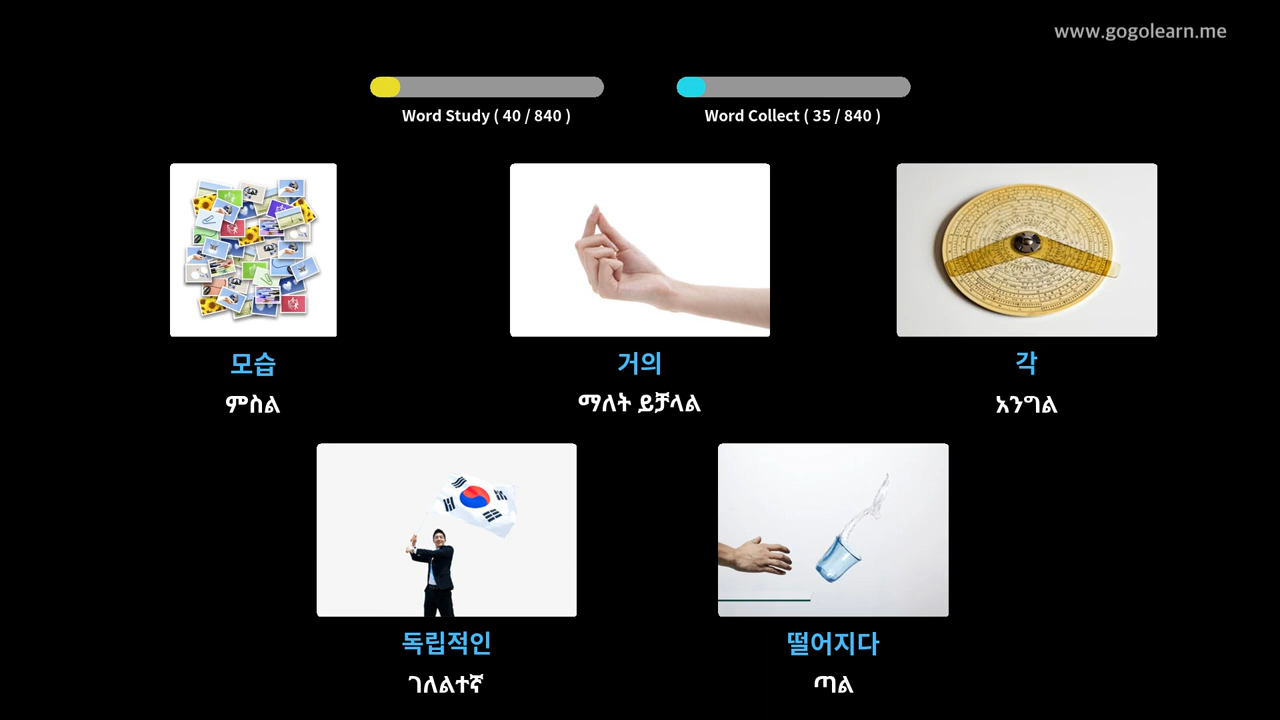 www.gogolearn.me
Word Study ( 40 / 840 )
Word Collect ( 35 / 840 )
모습
ምስል
거의
ማለት ይቻላል
각
አንግል
독립적인
ገለልተኛ
떨어지다
ጣል